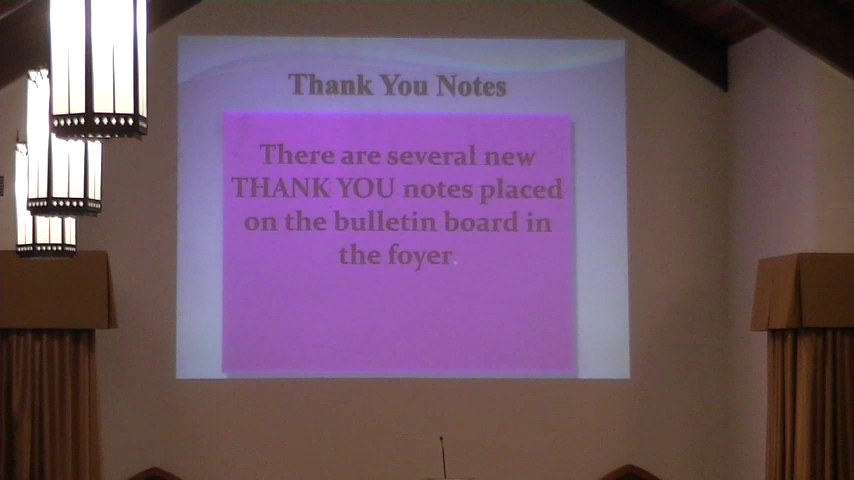 Thank You Notes
There are several new
THANK YOU notes placed
on the bulletin board in
the foyer.